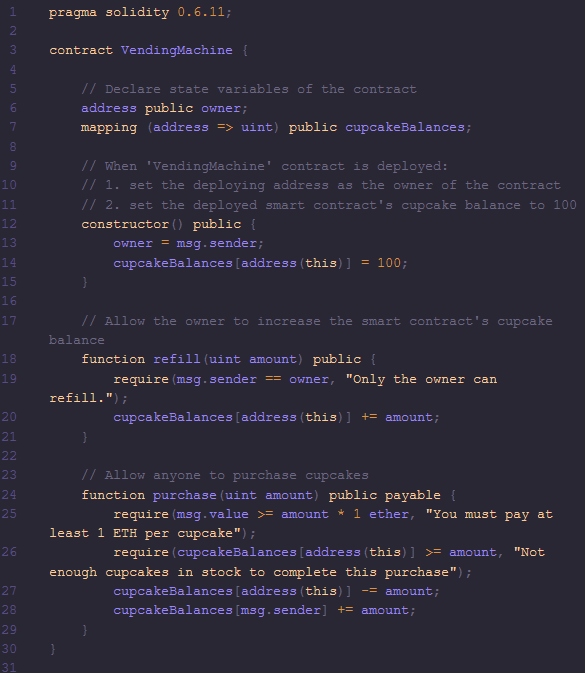 1 pragma solidity 0.6.11;
2
3 contract VendingMachine {
4
5 // Declare state variables of the contract
6 address public owner;
7 mapping (address => uint) public cupcakeBalances;
8
9 // When 'VendingMachine' contract is deployed:
10 // 1. set the deploying address as the owner of the contract
11 // 2. set the deployed smart contract's cupcake balance to 100
12 constructor() public {
13 owner = msg.sender;
14 cupcakeBalances[address(this)] = 100;
15 }
16
17 // Allow the owner to increase the smart contract's cupcake
balance
18 function refill(uint amount) public {
19 require(msg.sender == owner, "Only the owner can
refill.");
20 cupcakeBalances[address(this)] += amount;
21 }
22
23 // Allow anyone to purchase cupcakes
24 function purchase(uint amount) public payable {
25 require(msg.value >= amount * 1 ether, "You must pay at
least 1 ETH per cupcake");
26 require(cupcakeBalances[address(this)] >= amount, "Not
enough cupcakes in stock to complete this purchase");
27 cupcakeBalances[address(this)] -= amount;
28 cupcakeBalances[msg.sender] += amount;
29 }
30 }
31